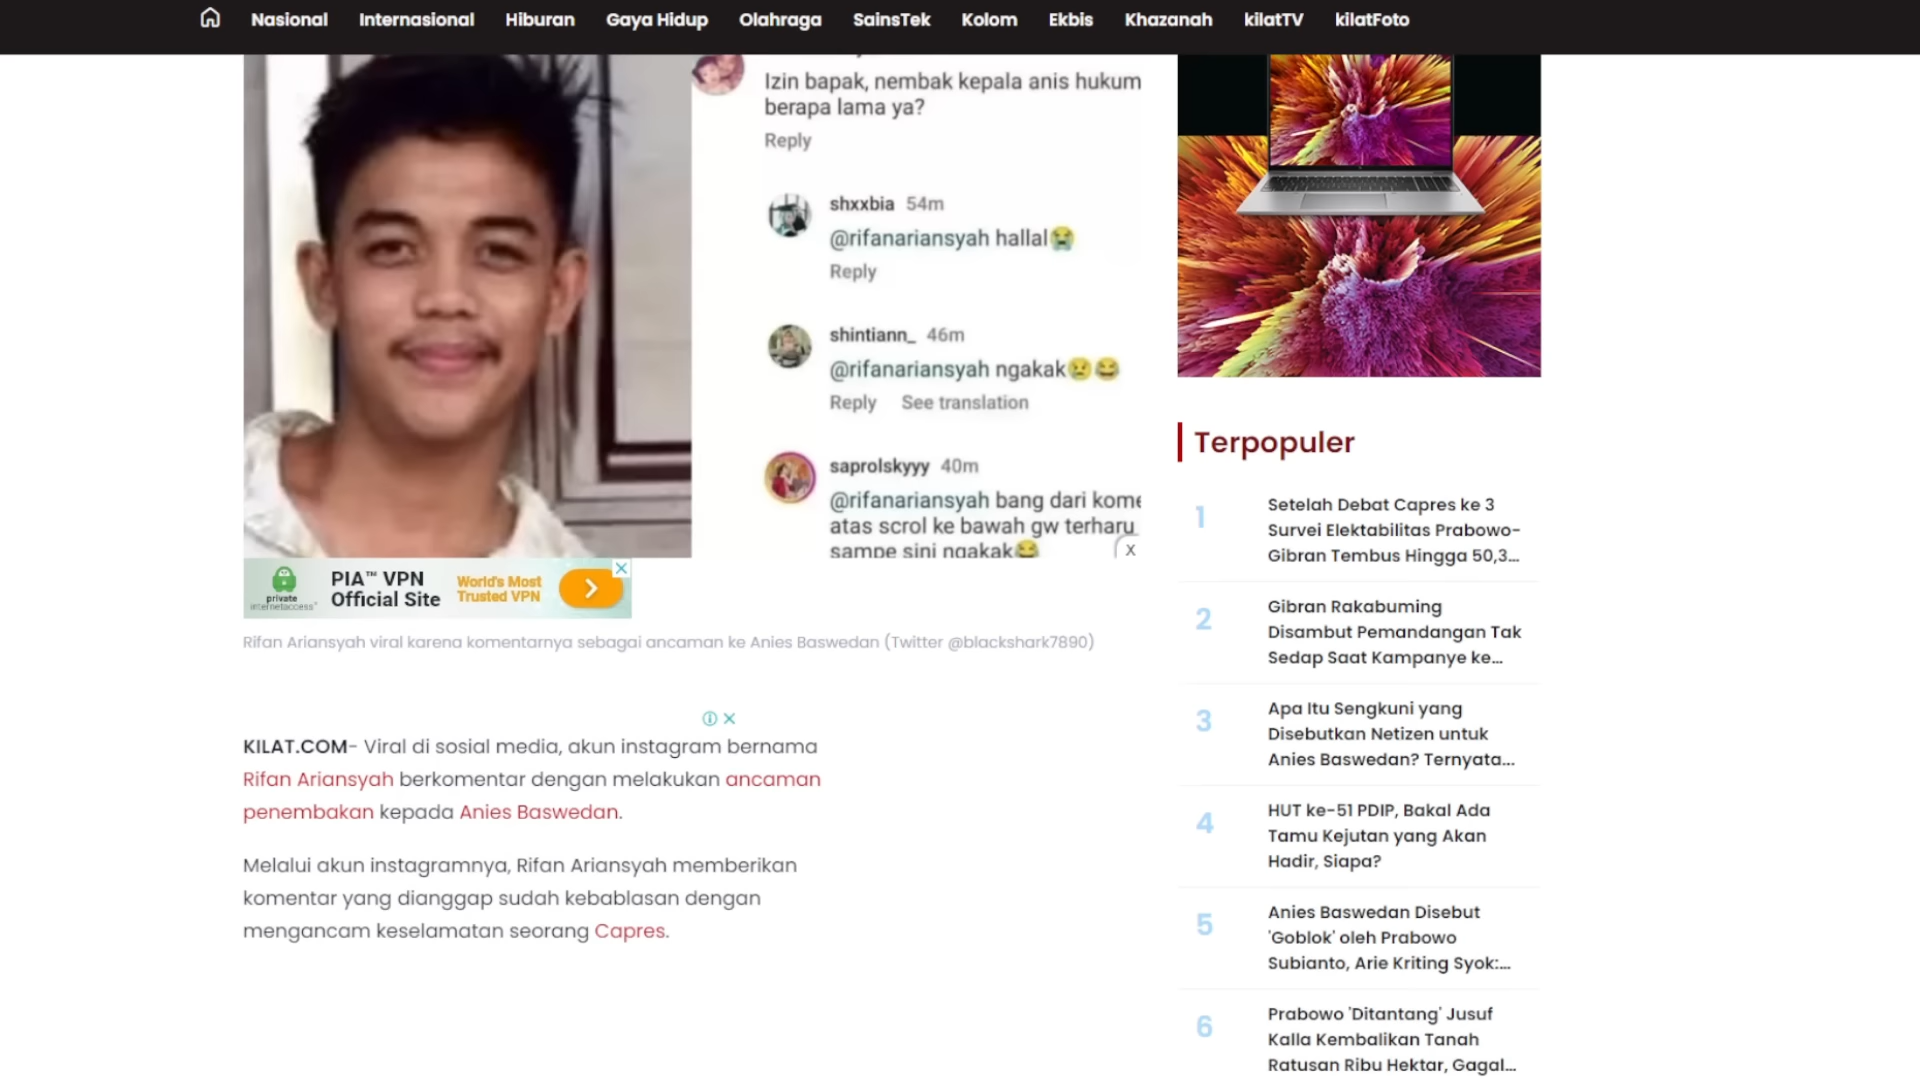 Nasional Internasional Hiburan Gaya Hidup Olahraga SainsTek Kolom Ekbis Khazanah kilatTV kilatFoto
Izin bapak, nembak kepala anis hukum
berapa lama ya?
Reply
shxxbia 54m
@rifanariansyah hallal😭
Reply
shintiann_ 46m
@rifanariansyah ngakak😢😂
Reply See translation
saprolskyyy 40m
@rifanariansyah bang dari kome
atas scrol ke bawah gw terharu
sampe sini ngakak😂
X
private
internetaccess
PIA™ VPN
Official Site
World's Most
Trusted VPN
Rifan Ariansyah viral karena komentarnya sebagai ancaman ke Anies Baswedan (Twitter @blackshark7890)
KILAT.COM- Viral di sosial media, akun instagram bernama
Rifan Ariansyah berkomentar dengan melakukan ancaman
penembakan kepada Anies Baswedan.
Melalui akun instagramnya, Rifan Ariansyah memberikan
komentar yang dianggap sudah kebablasan dengan
mengancam keselamatan seorang Capres.
Terpopuler
1
Setelah Debat Capres ke 3
Survei Elektabilitas Prabowo-
Gibran Tembus Hingga 50,3...
2
Gibran Rakabuming
Disambut Pemandangan Tak
Sedap Saat Kampanye ke...
3
Apa Itu Sengkuni yang
Disebutkan Netizen untuk
Anies Baswedan? Ternyata...
4
HUT ke-51 PDIP, Bakal Ada
Tamu Kejutan yang Akan
Hadir, Siapa?
5
Anies Baswedan Disebut
'Goblok' oleh Prabowo
Subianto, Arie Kriting Syok:...
6
Prabowo 'Ditantang' Jusuf
Kalla Kembalikan Tanah
Ratusan Ribu Hektar, Gagal...